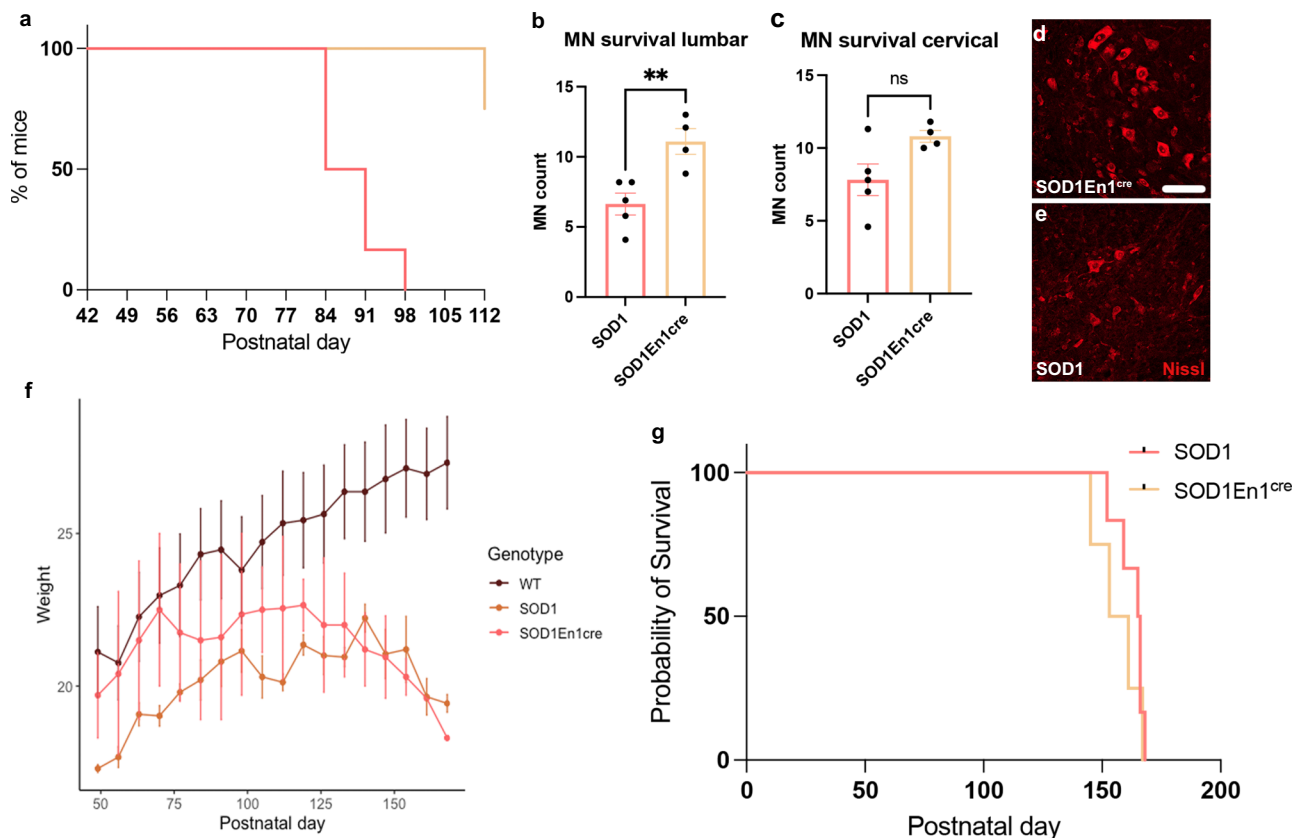 a
% of mice
100
50
0
42 49 56 63 70 77 84 91 98 105 112
Postnatal day
b
MN survival lumbar
**
MN count
15
10
5
0
SOD1
SOD1En1cre
c
MN survival cervical
ns
MN count
15
10
5
0
SOD1
SOD1En1cre
d
SOD1En1cre
e
SOD1 Nissl
f
Weight
25
20
50 75 100 125 150
Postnatal day
Genotype
WT
SOD1
SOD1En1cre
g
Probability of Survival
100
50
0
0 50 100 150 200
Postnatal day
SOD1
SOD1En1cre